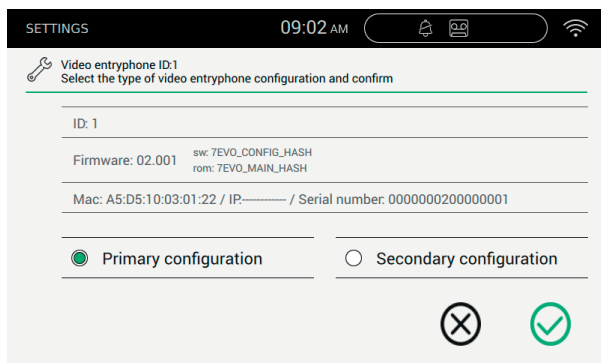 SETTINGS 09:02 AM
Video entryphone ID:1
Select the type of video entryphone configuration and confirm
ID: 1
Firmware: 02.001 sw: 7EVO_CONFIG_HASH
rom: 7EVO_MAIN_HASH
Mac: A5:D5:10:03:01:22 / IP:------------ / Serial number: 0000000200000001
Primary configuration Secondary configuration